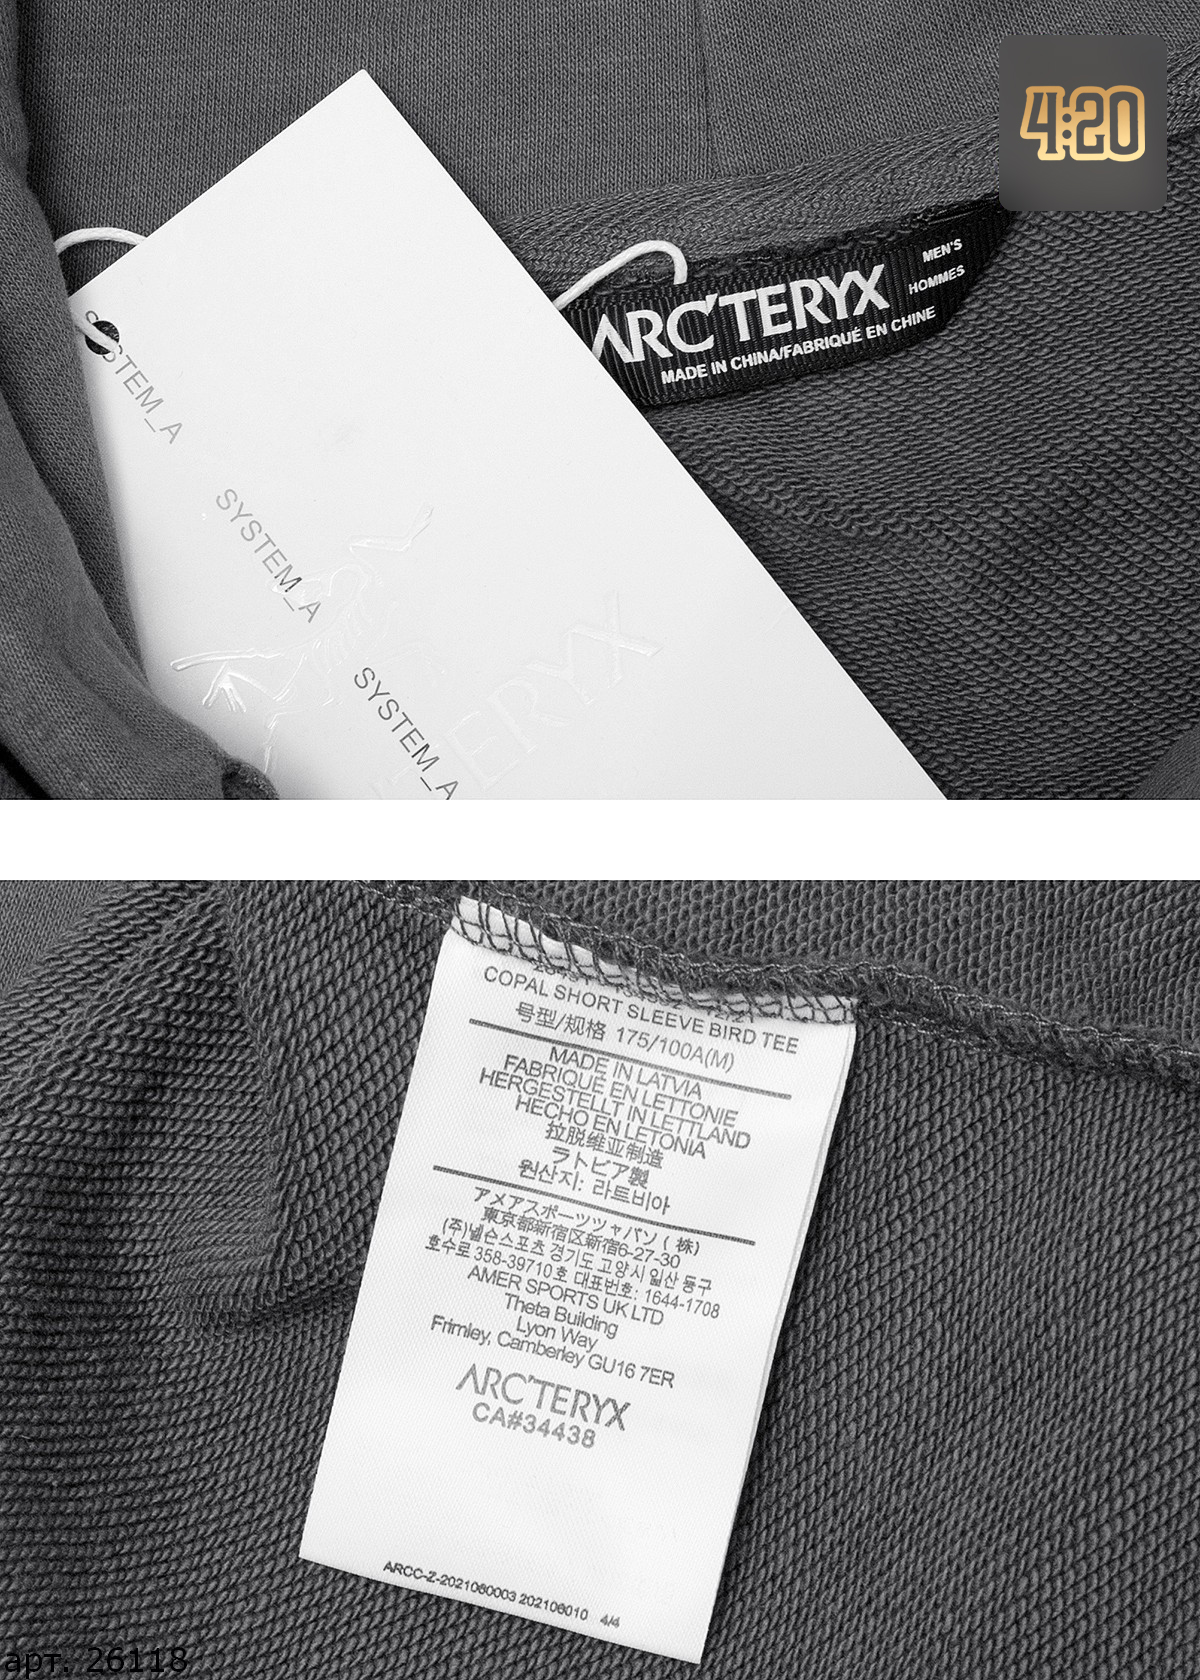 4:20
MEN'S
HOMMES
ARC'TERYX
MADE IN CHINA/FABRIQUÉ EN CHINE
SYSTEM_A
SYSTEM_A
SYSTEM_A
ERYX
COPAL SHORT SLEEVE BIRD TEE
号型/规格 175/100A(M)
MADE IN LATVIA
FABRIQUÉ EN LETTONIE
HERGESTELLT IN LETTLAND
HECHO EN LETONIA
拉脱维亚制造
ラトビア製
원산지: 라트비아
アメアスポーツジャパン ( 株)
東京都新宿区新宿6-27-30
(주)넬슨스포츠 경기도 고양시 일산 동구
호수로 358-39710호 대표번호: 1644-1708
AMER SPORTS UK LTD
Theta Building
Lyon Way
Frimley, Camberley GU16 7ER
ARC'TERYX
CA#34438
ARCC-Z-2021060003 202106010 4/4
арт. 26118